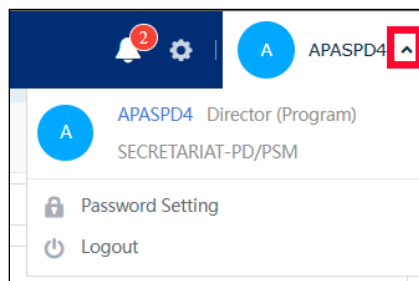 2
A APASPD4
A APASPD4 Director (Program)
SECRETARIAT-PD/PSM
Password Setting
Logout